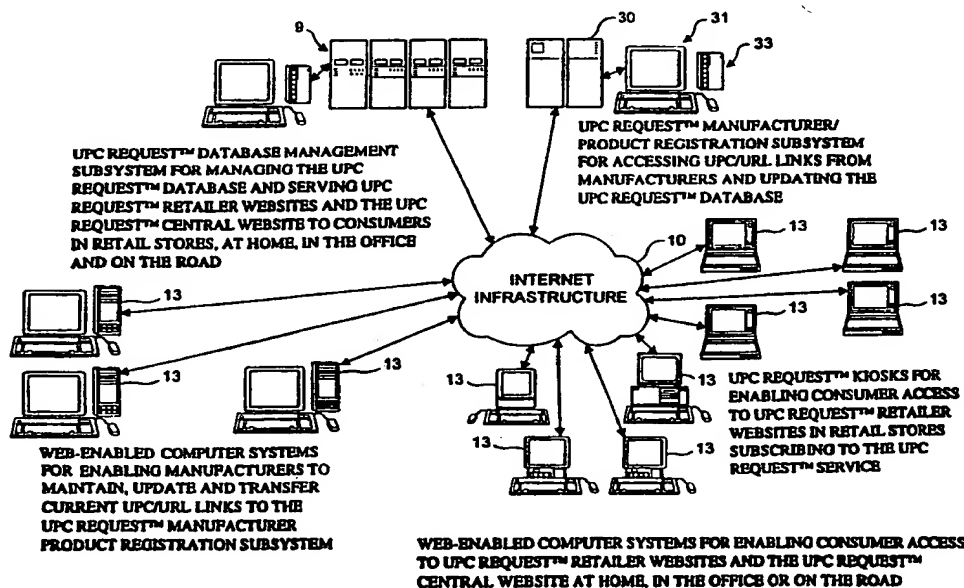 9
30
31
33
UPC REQUEST™ DATABASE MANAGEMENT
SUBSYSTEM FOR MANAGING THE UPC
REQUEST™ DATABASE AND SERVING UPC
REQUEST™ RETAILER WEBSITES AND THE UPC
REQUEST™ CENTRAL WEBSITE TO CONSUMERS
IN RETAIL STORES, AT HOME, IN THE OFFICE
AND ON THE ROAD
UPC REQUEST™ MANUFACTURER/
PRODUCT REGISTRATION SUBSYSTEM
FOR ACCESSING UPC/URL LINKS FROM
MANUFACTURERS AND UPDATING THE
UPC REQUEST™ DATABASE
10
13
13
INTERNET
INFRASTRUCTURE
13
13
13
13
13
13
13
13
13
WEB-ENABLED COMPUTER SYSTEMS
FOR ENABLING MANUFACTURERS TO
MAINTAIN, UPDATE AND TRANSFER
CURRENT UPC/URL LINKS TO THE
UPC REQUEST™ MANUFACTURER
PRODUCT REGISTRATION SUBSYSTEM
UPC REQUEST™ KIOSKS FOR
ENABLING CONSUMER ACCESS
TO UPC REQUEST™ RETAILER
WEBSITES IN RETAIL STORES
SUBSCRIBING TO THE UPC
REQUEST™ SERVICE
WEB-ENABLED COMPUTER SYSTEMS FOR ENABLING CONSUMER ACCESS
TO UPC REQUEST™ RETAILER WEBSITES AND THE UPC REQUEST™
CENTRAL WEBSITE AT HOME, IN THE OFFICE OR ON THE ROAD